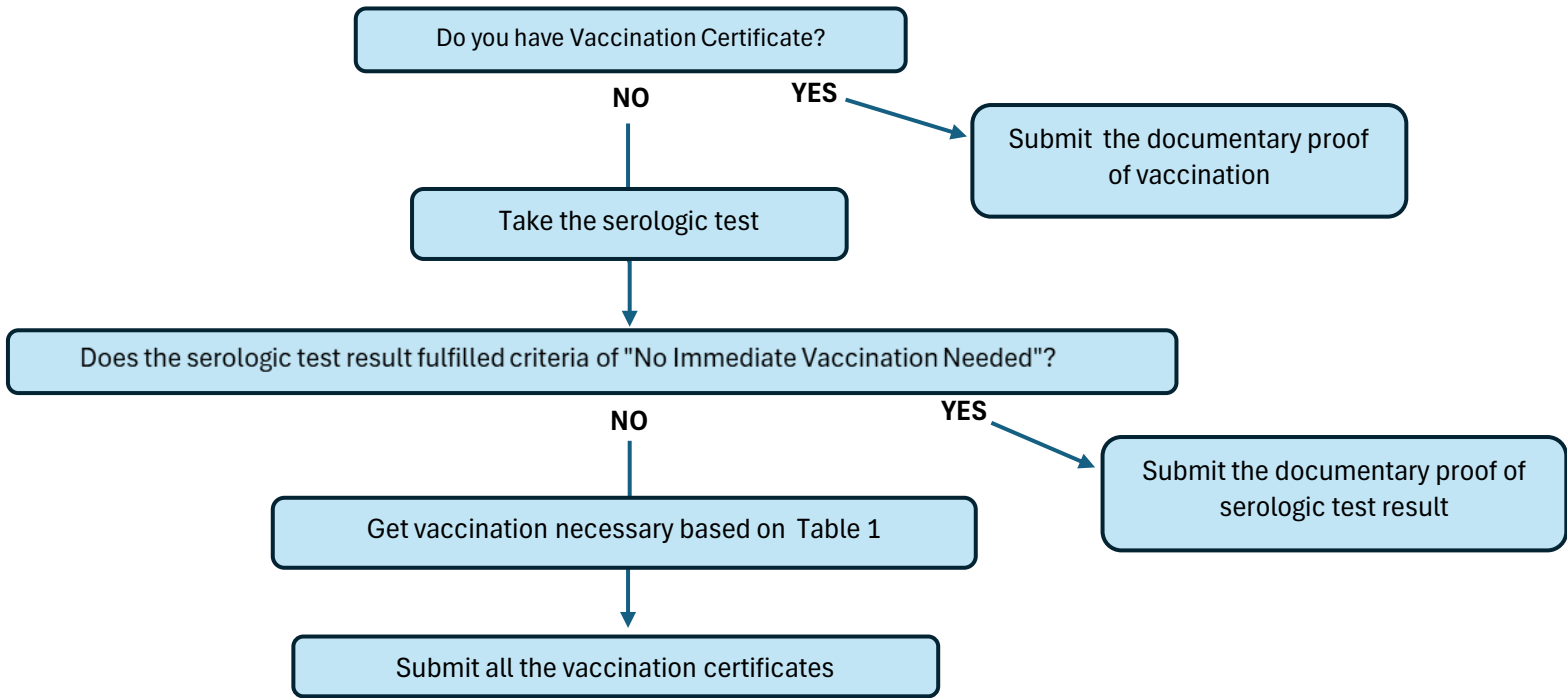 Do you have Vaccination Certificate?
NO
YES
Submit the documentary proof
of vaccination
Take the serologic test
Does the serologic test result fulfilled criteria of "No Immediate Vaccination Needed"?
NO
YES
Submit the documentary proof of
serologic test result
Get vaccination necessary based on Table 1
Submit all the vaccination certificates